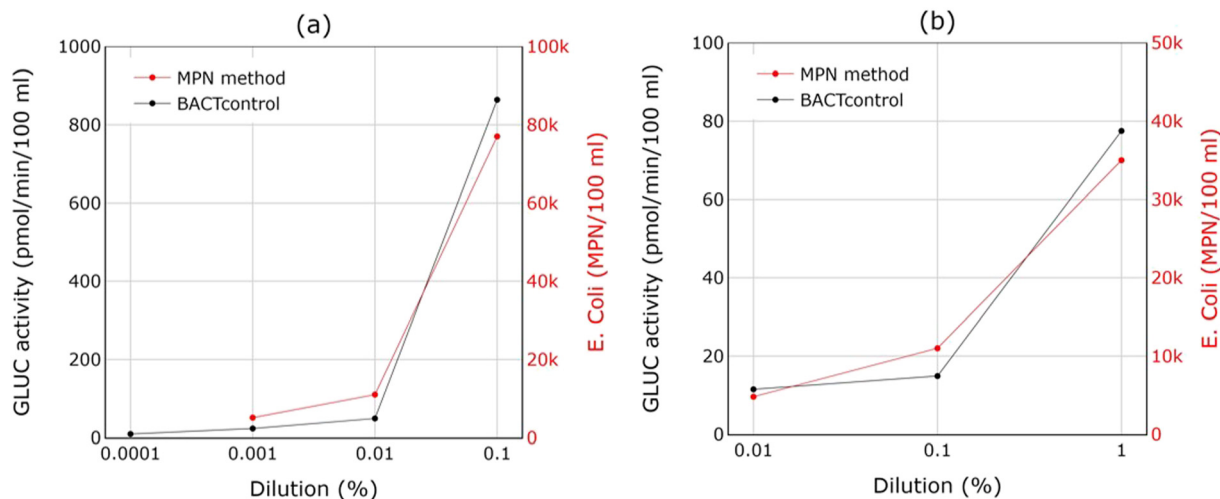 (a)
GLUC activity (pmol/min/100 ml)
1000
800
600
400
200
0
MPN method
BACTcontrol
100k
80k
60k
40k
20k
0
E. Coli (MPN/100 ml)
0.0001 0.001 0.01 0.1
Dilution (%)
(b)
GLUC activity (pmol/min/100 ml)
100
80
60
40
20
0
MPN method
BACTcontrol
50k
40k
30k
20k
10k
0
E. Coli (MPN/100 ml)
0.01 0.1 1
Dilution (%)